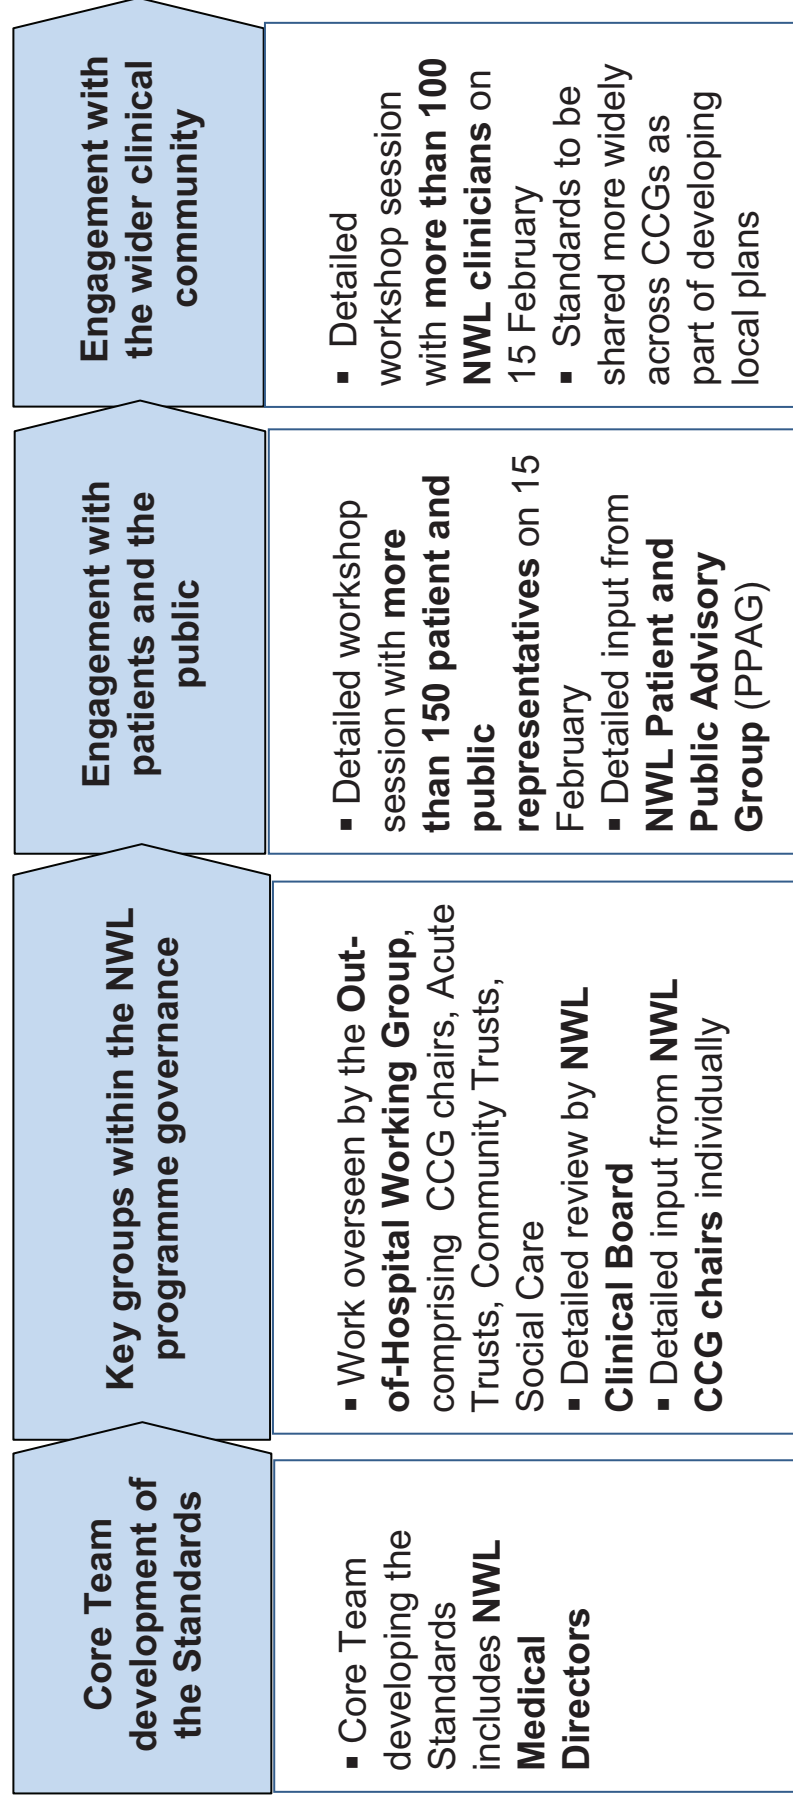 Core Team
development of
the Standards
▪ Core Team
developing the
Standards
includes NWL
Medical
Directors
Key groups within the NWL
programme governance
▪ Work overseen by the Out-
of-Hospital Working Group,
comprising CCG chairs, Acute
Trusts, Community Trusts,
Social Care
▪ Detailed review by NWL
Clinical Board
▪ Detailed input from NWL
CCG chairs individually
Engagement with
patients and the
public
▪ Detailed workshop
session with more
than 150 patient and
public
representatives on 15
February
▪ Detailed input from
NWL Patient and
Public Advisory
Group (PPAG)
Engagement with
the wider clinical
community
▪ Detailed
workshop session
with more than 100
NWL clinicians on
15 February
▪ Standards to be
shared more widely
across CCGs as
part of developing
local plans